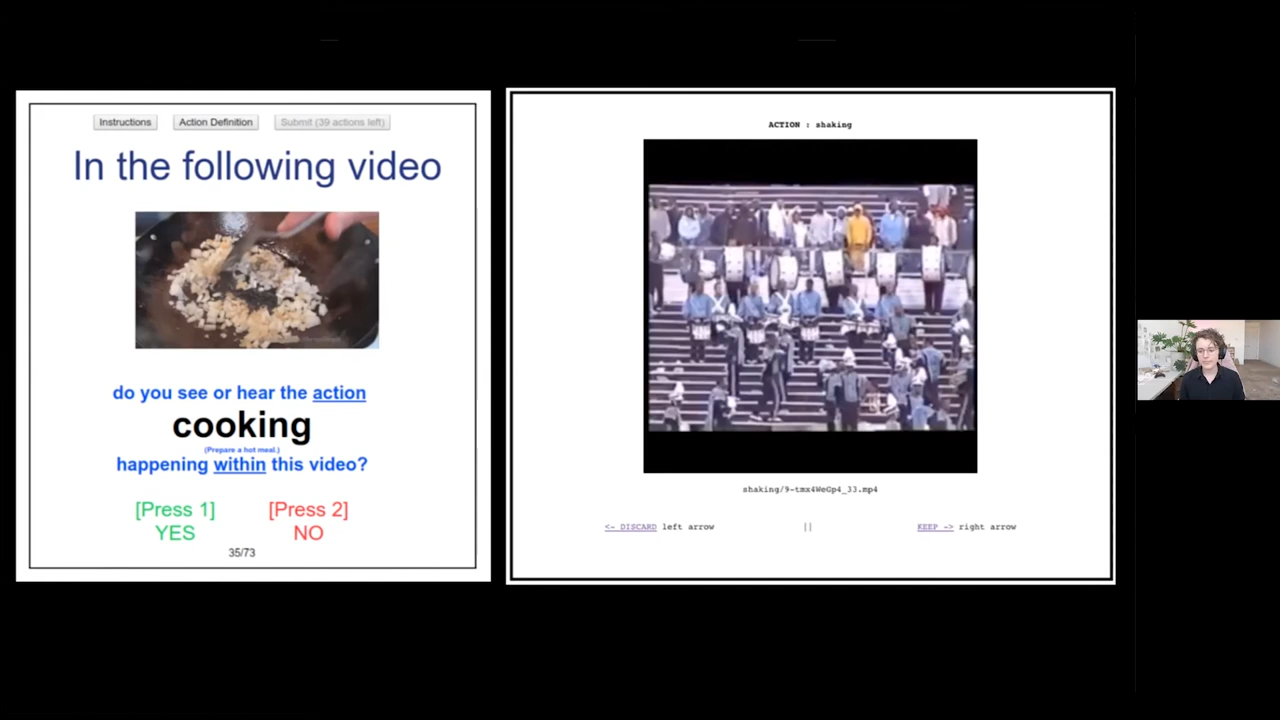 Instructions
Action Definition
Submit (39 actions left)
In the following video
do you see or hear the action
cooking
(Prepare a hot meal.)
happening within this video?
[Press 1]
[Press 2]
YES
NO
35/73
ACTION : shaking
shaking/9-tmx4WeGp4_33.mp4
<- DISCARD left arrow
||
KEEP -> right arrow